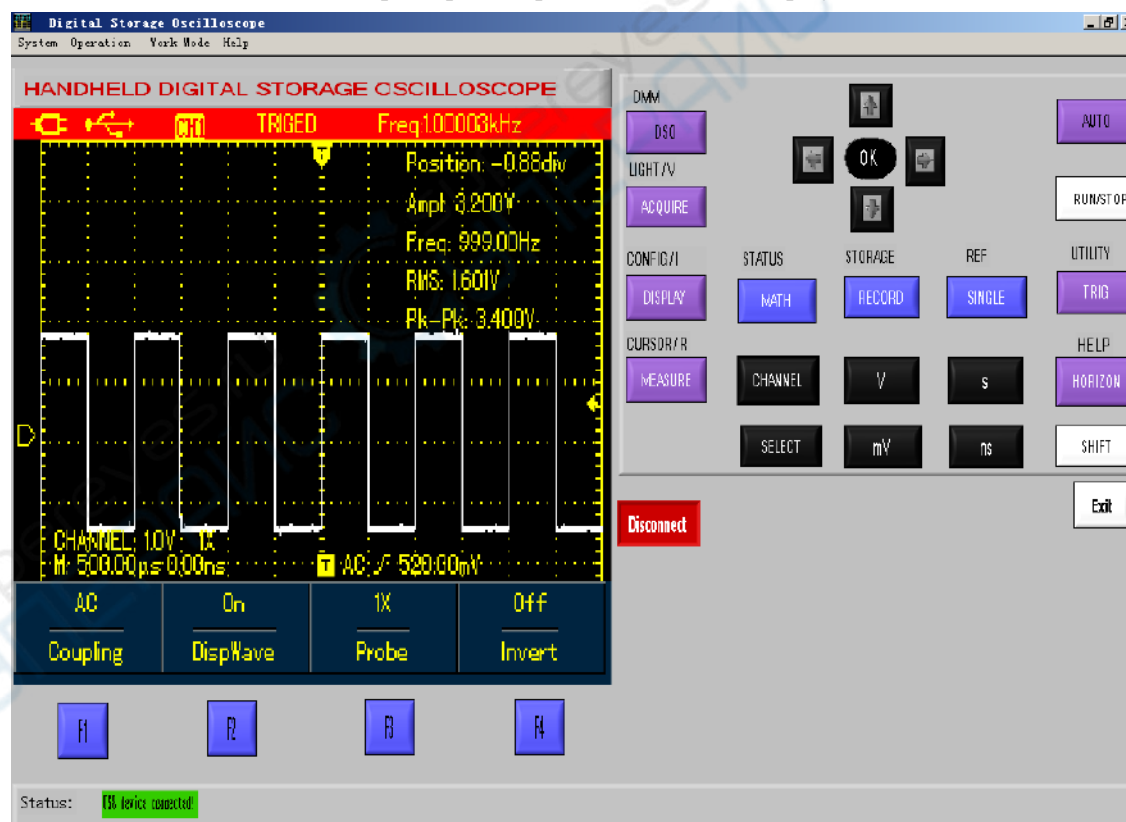 Digital Storage Oscilloscope
System Operation Work Mode Help
HANDHELD DIGITAL STORAGE OSCILLOSCOPE
CH1 TRIGED Freq:1.00003kHz
T
Position: -0.88div
Ampl: 3.200V
Freq: 999.00Hz
RMS: 1.601V
Pk-Pk: 3.400V
CHANNEL: 1.0V 1X
M: 500.00µs 0.00ns T AC 520.00mV
AC On 1X Off
Coupling DispWave Probe Invert
F1 F2 F3 F4
DMM
DSO
OK
AUTO
LIGHT/V
ACQUIRE
RUN/STOP
CONFIG/I STATUS STORAGE REF UTILITY
DISPLAY MATH RECORD SINGLE TRIG
CURSOR/R HELP
MEASURE CHANNEL V s HORIZON
SELECT mV ns SHIFT
Disconnect
Exit
Status: USB device connected!